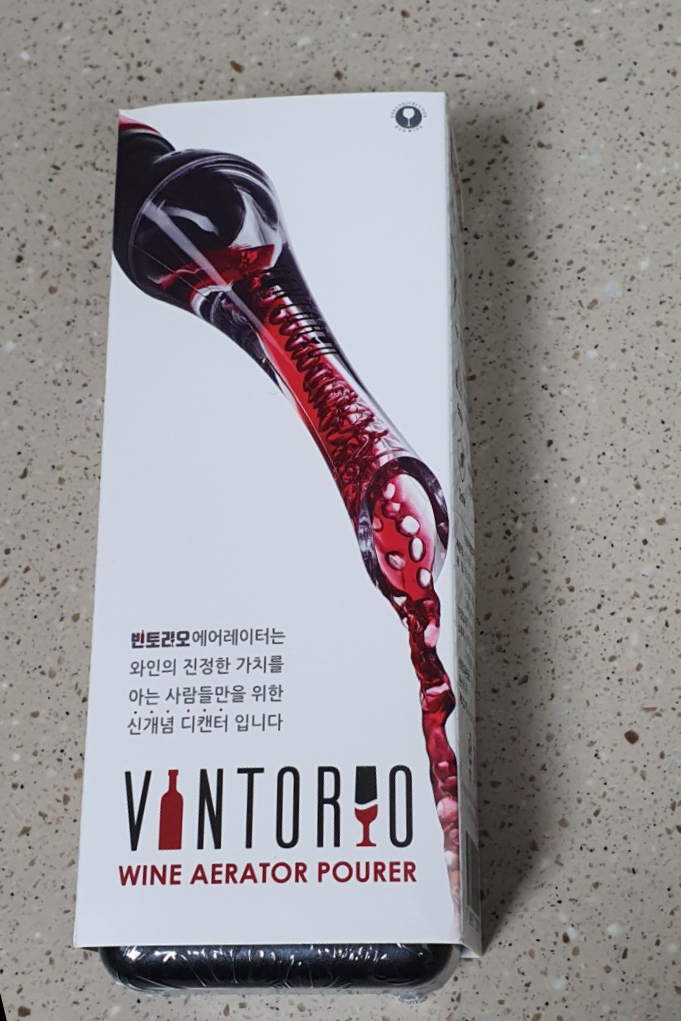 빈토리오 에어레이터는
와인의 진정한 가치를
아는 사람들만을 위한
신개념 디캔터 입니다
VINTORIO
WINE AERATOR POURER